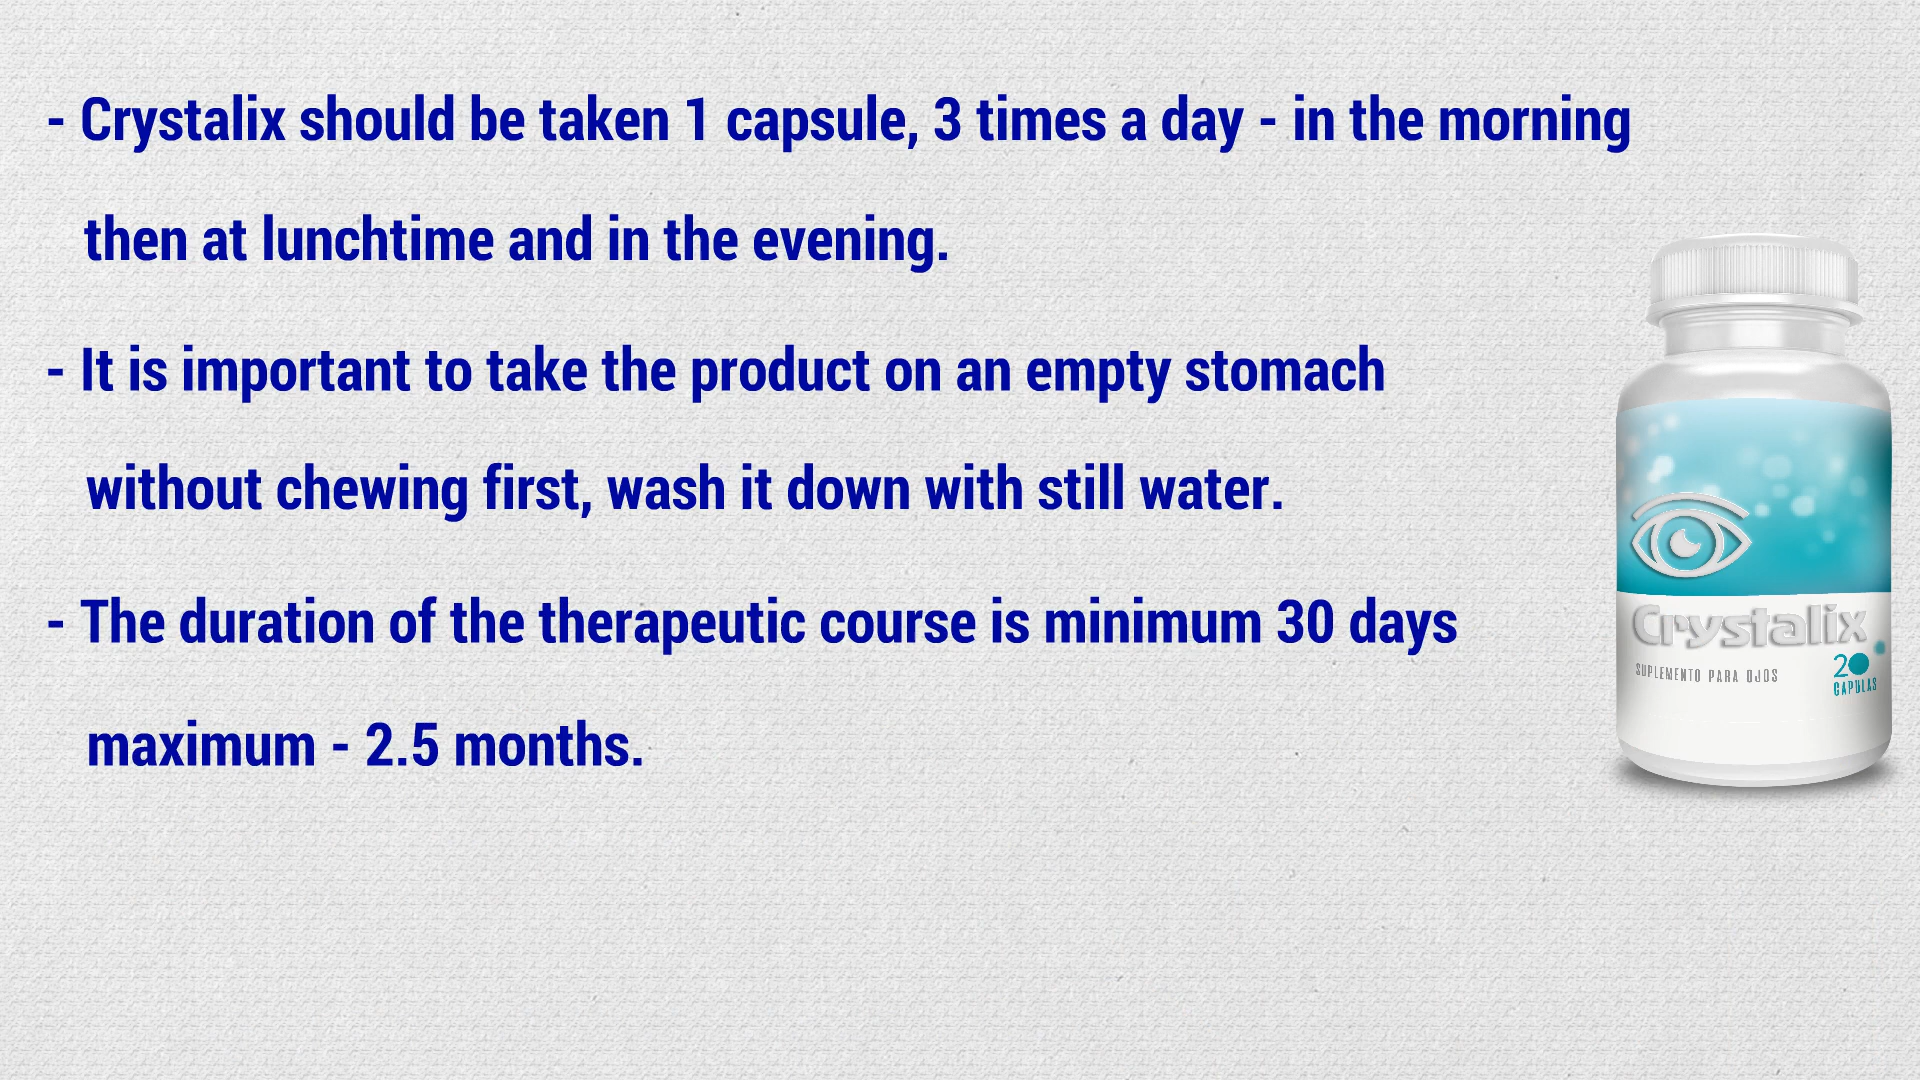 - Crystalix should be taken 1 capsule, 3 times a day - in the morning
then at lunchtime and in the evening.
- It is important to take the product on an empty stomach
without chewing first, wash it down with still water.
- The duration of the therapeutic course is minimum 30 days
maximum - 2.5 months.
Crystalix
SUPLEMENTO PARA OJOS
20
CAPULAS